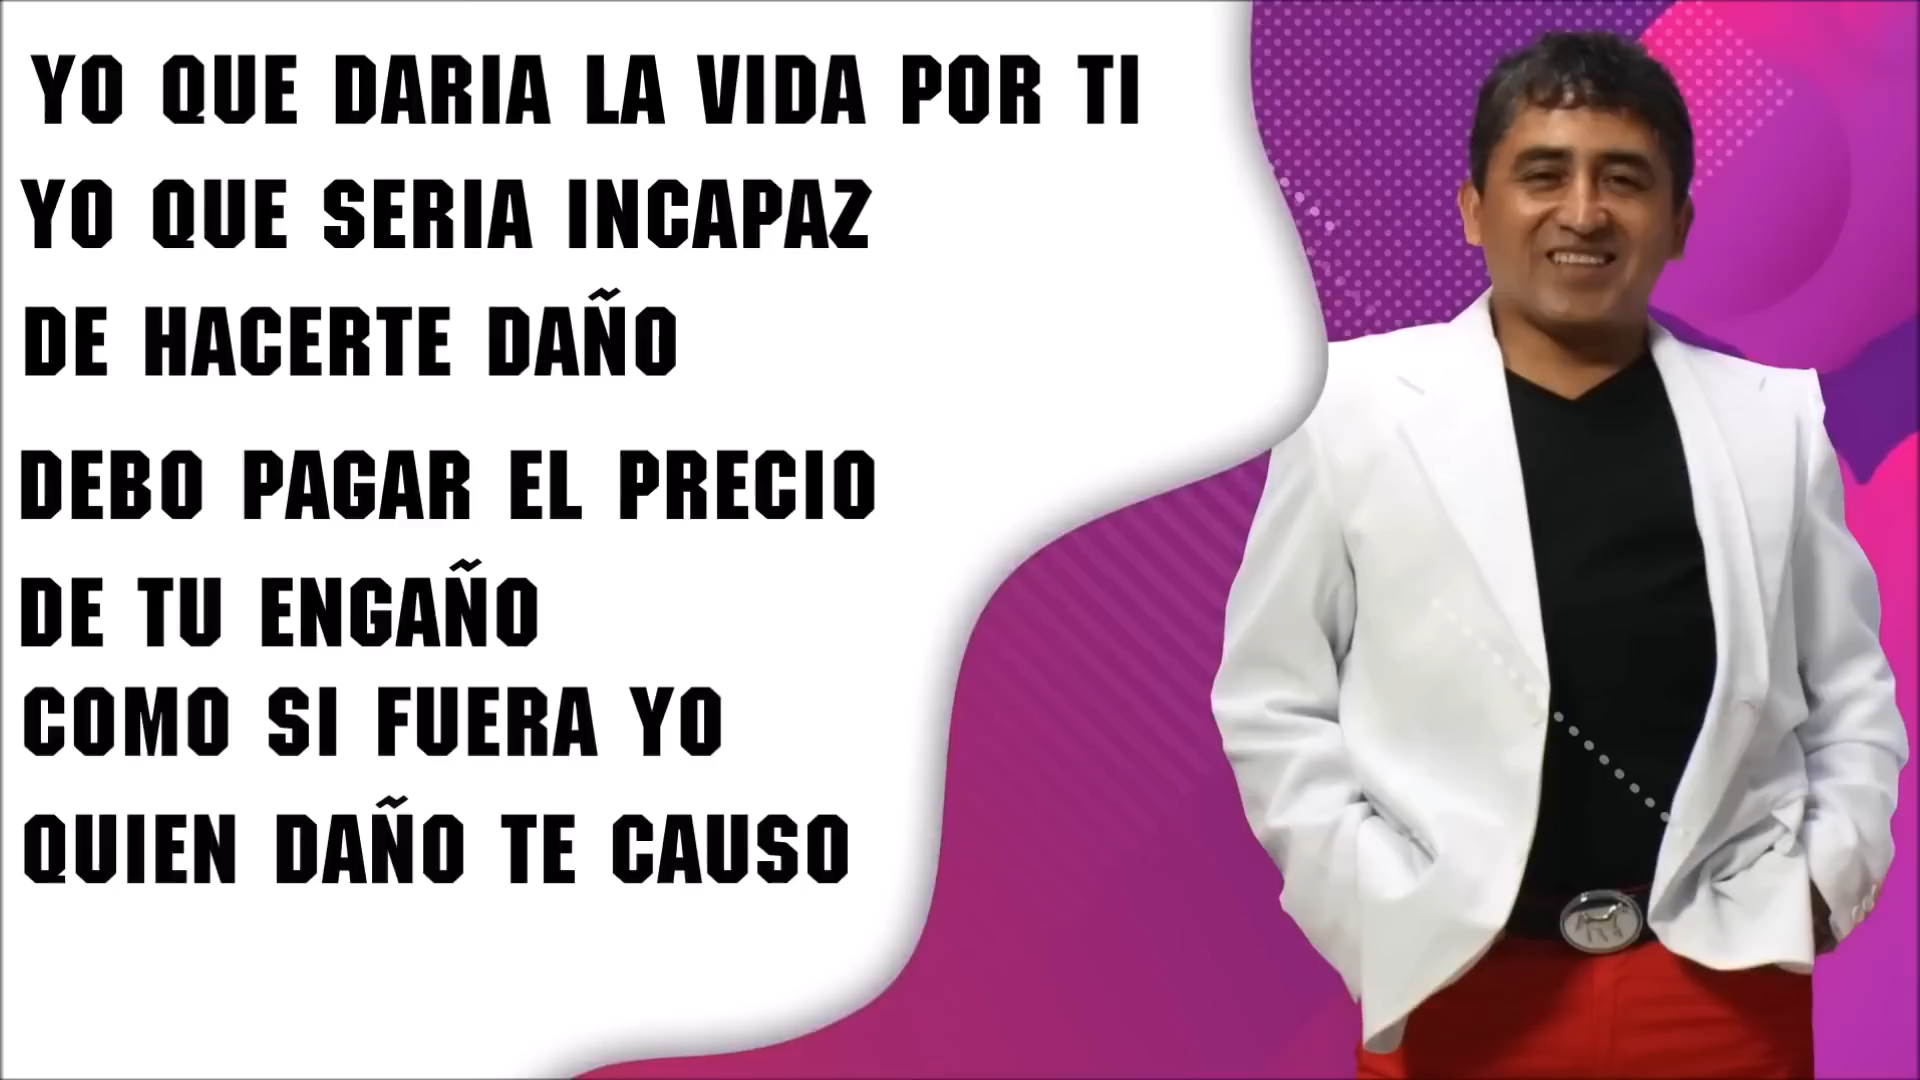 YO QUE DARIA LA VIDA POR TI
YO QUE SERIA INCAPAZ
DE HACERTE DAÑO
DEBO PAGAR EL PRECIO
DE TU ENGAÑO
COMO SI FUERA YO
QUIEN DAÑO TE CAUSO